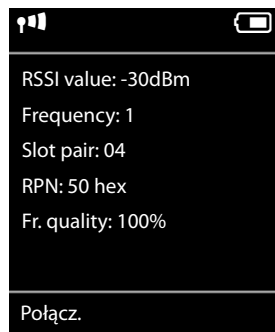 RSSI value: -30dBm
Frequency: 1
Slot pair: 04
RPN: 50 hex
Fr. quality: 100%
Połącz.